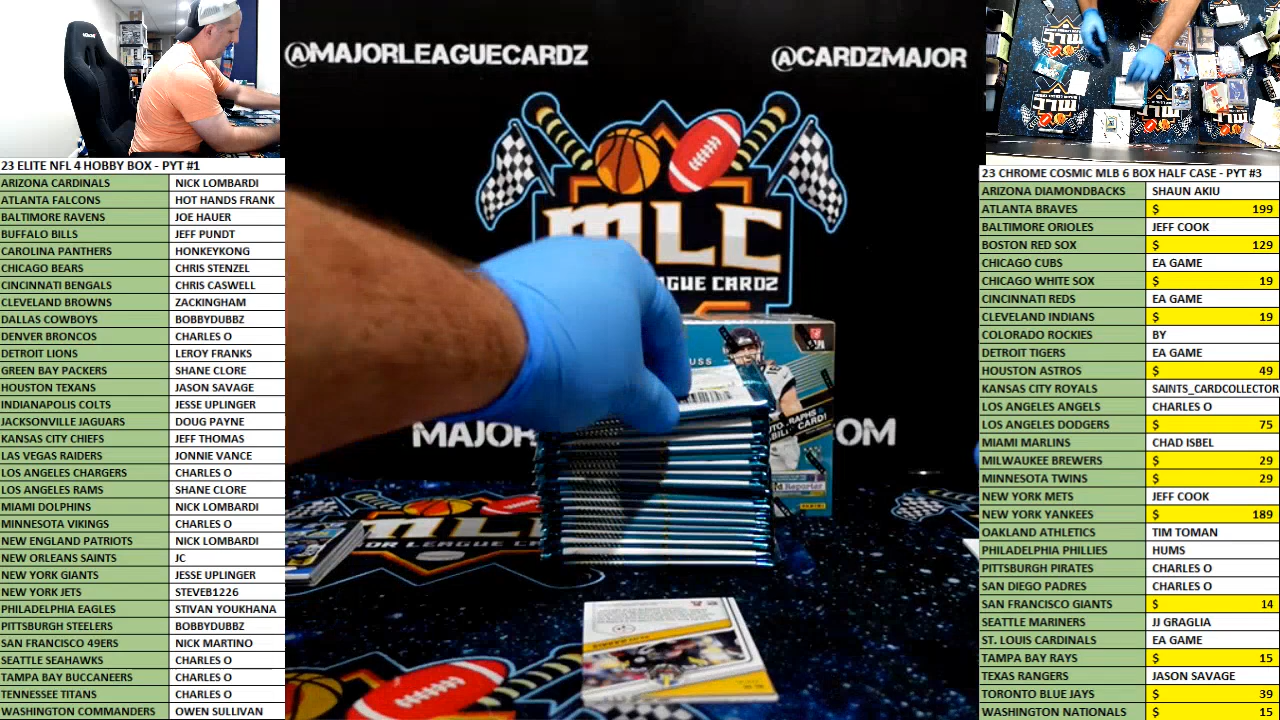 @MAJORLEAGUECARDZ
@CARDZMAJOR
23 ELITE NFL 4 HOBBY BOX - PYT #1
ARIZONA CARDINALS NICK LOMBARDI
ATLANTA FALCONS HOT HANDS FRANK
BALTIMORE RAVENS JOE HAUER
BUFFALO BILLS JEFF PUNDT
CAROLINA PANTHERS HONKEYKONG
CHICAGO BEARS CHRIS STENZEL
CINCINNATI BENGALS CHRIS CASWELL
CLEVELAND BROWNS ZACKINGHAM
DALLAS COWBOYS BOBBYDUBBZ
DENVER BRONCOS CHARLES O
DETROIT LIONS LEROY FRANKS
GREEN BAY PACKERS SHANE CLORE
HOUSTON TEXANS JASON SAVAGE
INDIANAPOLIS COLTS JESSE UPLINGER
JACKSONVILLE JAGUARS DOUG PAYNE
KANSAS CITY CHIEFS JEFF THOMAS
LAS VEGAS RAIDERS JONNIE VANCE
LOS ANGELES CHARGERS CHARLES O
LOS ANGELES RAMS SHANE CLORE
MIAMI DOLPHINS NICK LOMBARDI
MINNESOTA VIKINGS CHARLES O
NEW ENGLAND PATRIOTS NICK LOMBARDI
NEW ORLEANS SAINTS JC
NEW YORK GIANTS JESSE UPLINGER
NEW YORK JETS STEVEB1226
PHILADELPHIA EAGLES STIVAN YOUKHANA
PITTSBURGH STEELERS BOBBYDUBBZ
SAN FRANCISCO 49ERS NICK MARTINO
SEATTLE SEAHAWKS CHARLES O
TAMPA BAY BUCCANEERS CHARLES O
TENNESSEE TITANS CHARLES O
WASHINGTON COMMANDERS OWEN SULLIVAN
MLC
GUE CARDZ
MAJOR
OM
MLC
OR LEAGUE C
Reporter
23 CHROME COSMIC MLB 6 BOX HALF CASE - PYT #3
ARIZONA DIAMONDBACKS SHAUN AKIU
ATLANTA BRAVES $ 199
BALTIMORE ORIOLES JEFF COOK
BOSTON RED SOX $ 129
CHICAGO CUBS EA GAME
CHICAGO WHITE SOX $ 19
CINCINNATI REDS EA GAME
CLEVELAND INDIANS $ 19
COLORADO ROCKIES BY
DETROIT TIGERS EA GAME
HOUSTON ASTROS $ 49
KANSAS CITY ROYALS SAINTS_CARDCOLLECTOR
LOS ANGELES ANGELS CHARLES O
LOS ANGELES DODGERS $ 75
MIAMI MARLINS CHAD ISBEL
MILWAUKEE BREWERS $ 29
MINNESOTA TWINS $ 29
NEW YORK METS JEFF COOK
NEW YORK YANKEES $ 189
OAKLAND ATHLETICS TIM TOMAN
PHILADELPHIA PHILLIES HUMS
PITTSBURGH PIRATES CHARLES O
SAN DIEGO PADRES CHARLES O
SAN FRANCISCO GIANTS $ 14
SEATTLE MARINERS JJ GRAGLIA
ST. LOUIS CARDINALS EA GAME
TAMPA BAY RAYS $ 15
TEXAS RANGERS JASON SAVAGE
TORONTO BLUE JAYS $ 39
WASHINGTON NATIONALS $ 15